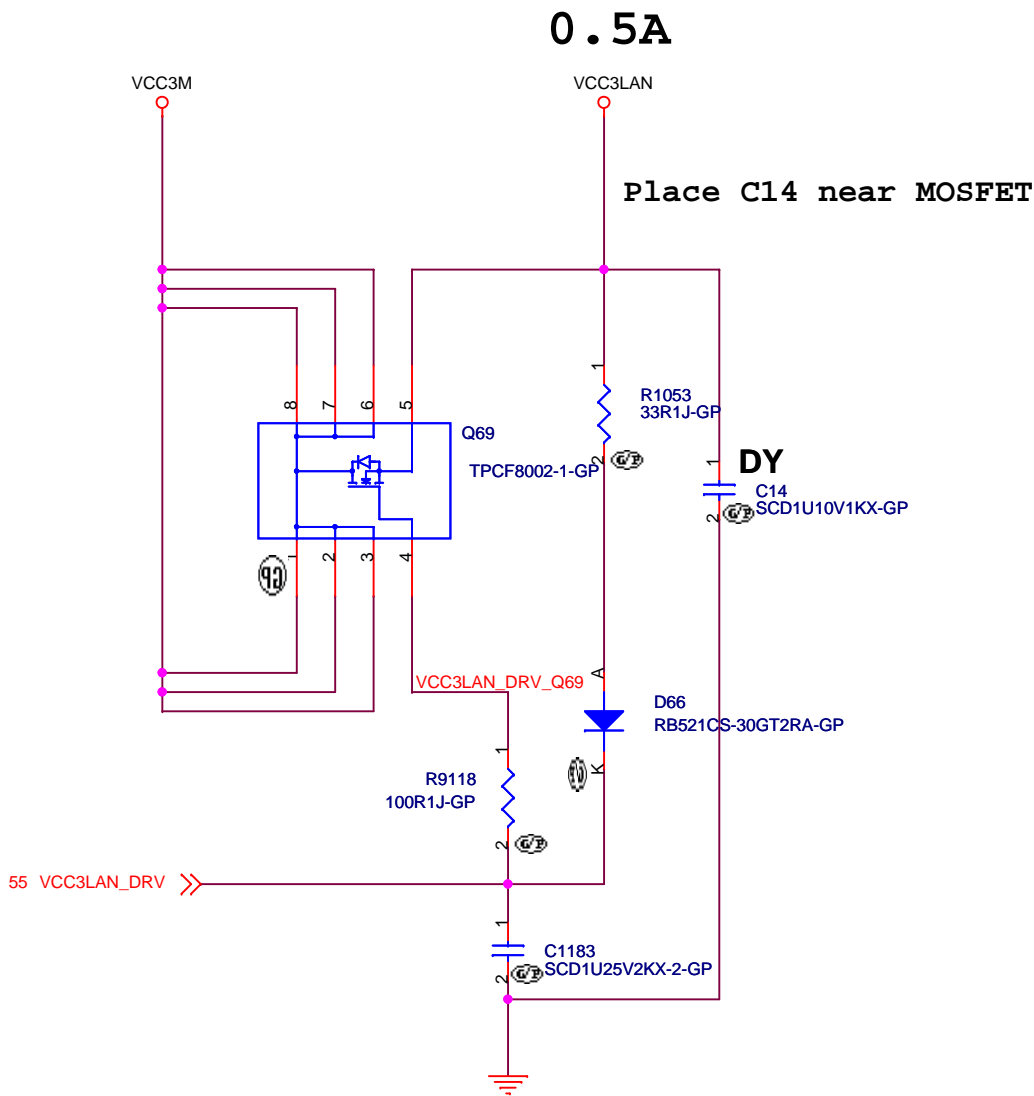 0.5A
VCC3M
VCC3LAN
Place C14 near MOSFET
8
7
6
5
1
R1053
33R1J-GP
2
G/P
Q69
TPCF8002-1-GP
1
DY
C14
SCD1U10V1KX-GP
2
G/P
1
2
3
4
GP
VCC3LAN_DRV_Q69
A
D66
RB521CS-30GT2RA-GP
K
1
R9118
100R1J-GP
2
G/P
55 VCC3LAN_DRV
1
C1183
SCD1U25V2KX-2-GP
2
G/P